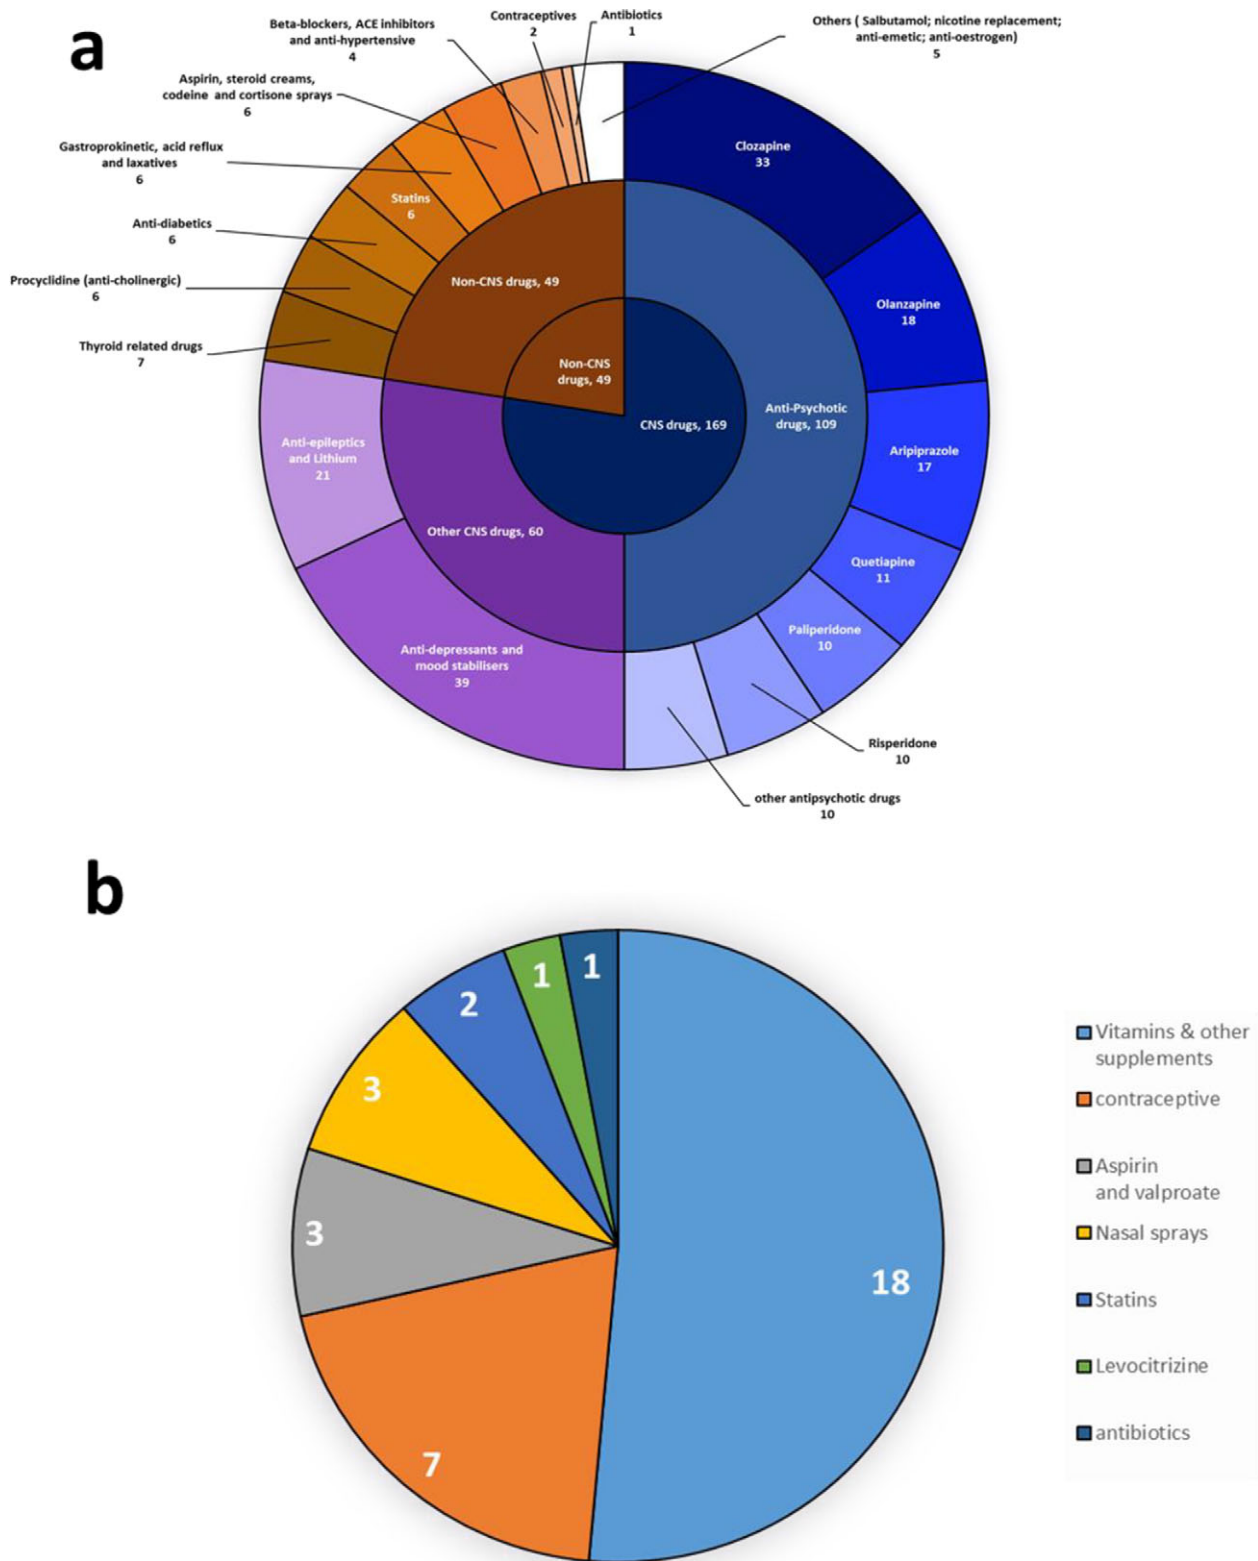 a
Beta-blockers, ACE inhibitors
and anti-hypertensive
4
Contraceptives
2
Antibiotics
1
Others ( Salbutamol; nicotine replacement;
anti-emetic; anti-oestrogen)
5
Aspirin, steroid creams,
codeine and cortisone sprays
6
Gastroprokinetic, acid reflux
and laxatives
6
Statins
6
Anti-diabetics
6
Procyclidine (anti-cholinergic)
6
Thyroid related drugs
7
Clozapine
33
Olanzapine
18
Aripiprazole
17
Quetiapine
11
Paliperidone
10
Risperidone
10
other antipsychotic drugs
10
Non-CNS drugs, 49
Non-CNS
drugs, 49
CNS drugs, 169
Anti-Psychotic
drugs, 109
Other CNS drugs, 60
Anti-epileptics
and Lithium
21
Anti-depressants and
mood stabilisers
39
b
1
1
2
3
3
7
18
Vitamins & other
supplements
contraceptive
Aspirin
and valproate
Nasal sprays
Statins
Levocitrizine
antibiotics